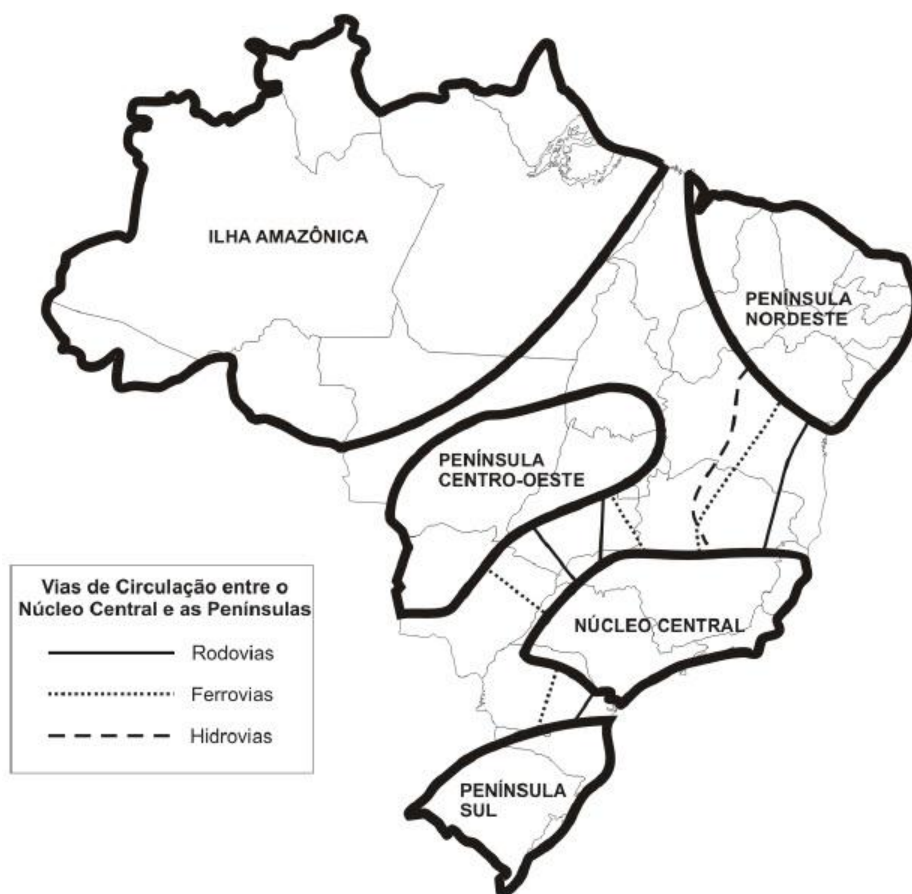 ILHA AMAZÔNICA
PENÍNSULA
NORDESTE
PENÍNSULA
CENTRO-OESTE
NÚCLEO CENTRAL
PENÍNSULA
SUL
Vias de Circulação entre o
Núcleo Central e as Penínsulas
Rodovias
Ferrovias
Hidrovias